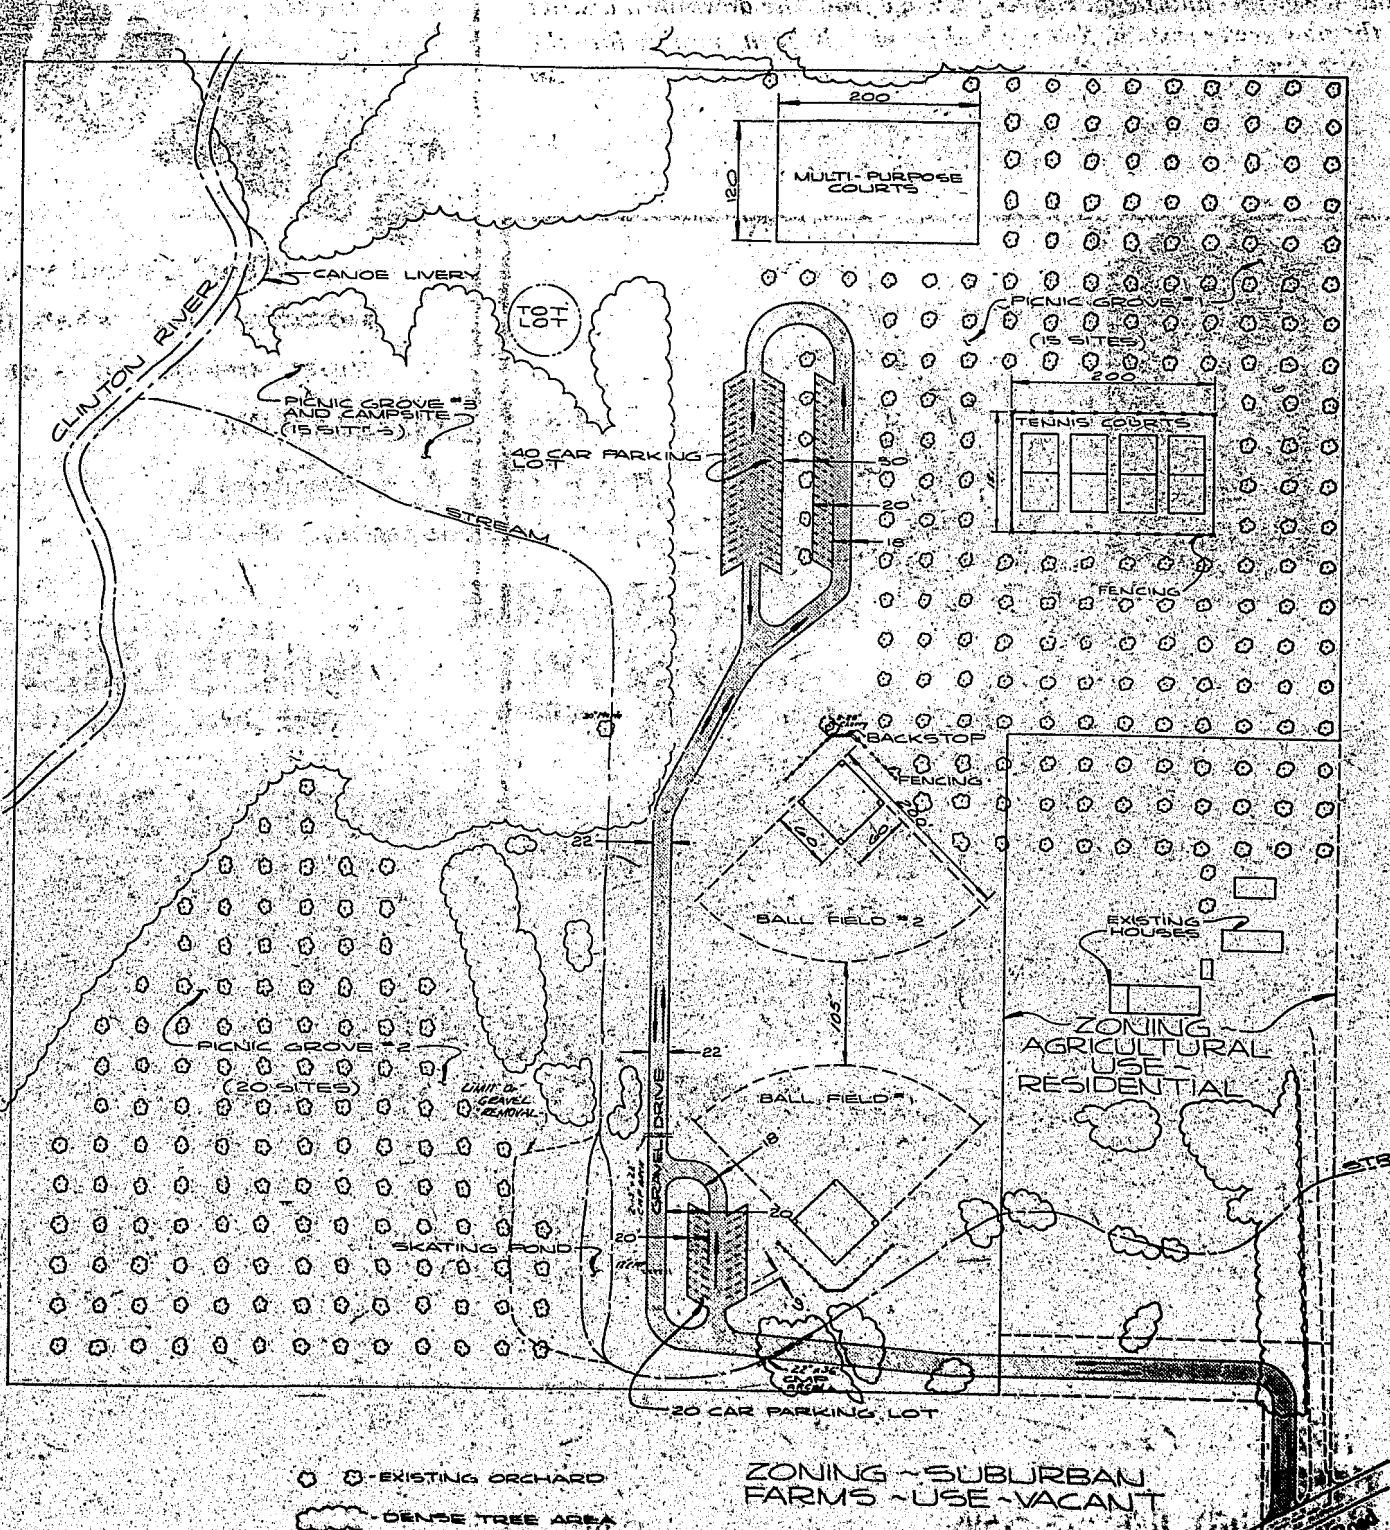 200
120
MULTI-PURPOSE
COURTS
CANOE LIVERY
TOT
LOT
CLINTON RIVER
PICNIC GROVE #1
(15 SITES)
200
PICNIC GROVE #3
AND CAMPSITE
(15 SITES)
TENNIS COURTS
40 CAR PARKING
LOT
20
18
STREAM
FENCING
BACKSTOP
FENCING
200'
60'
60'
22
BALL FIELD #2
EXISTING
HOUSES
105'
ZONING ~
AGRICULTURAL
USE ~
RESIDENTIAL
PICNIC GROVE #2
(20 SITES)
22
LIMIT OF
GRAVEL
REMOVAL
BALL FIELD #1
18
GRAVEL DRIVE
20
20
SKATING POND
20 CAR PARKING LOT
- EXISTING ORCHARD
- DENSE TREE AREA
ZONING ~ SUBURBAN
FARMS ~ USE ~ VACANT